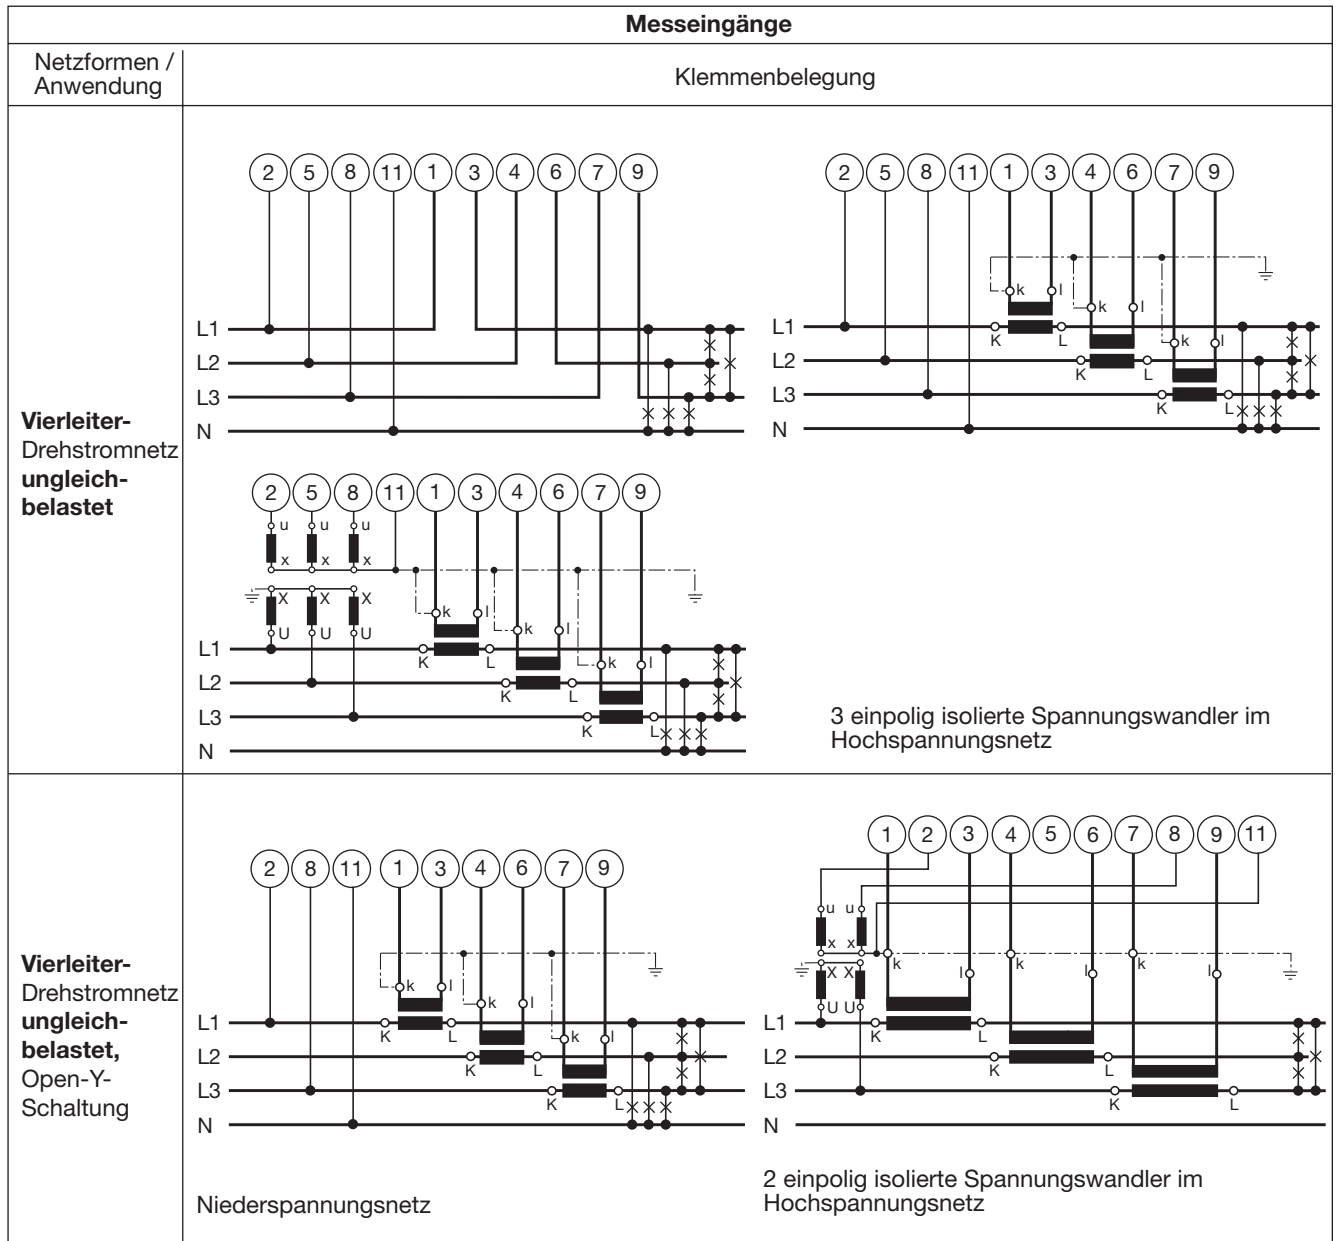 Messeingänge
Netzformen /
Anwendung
Klemmenbelegung
Vierleiter-
Drehstromnetz
ungleich-
belastet
2 5 8 11 1 3 4 6 7 9
L1
L2
L3
N
2 5 8 11 1 3 4 6 7 9
k l
k l
k l
L1 K L
L2 K L
L3 K L
N
2 5 8 11 1 3 4 6 7 9
u u u
x x x
X X X
U U U
k l
k l
k l
L1 K L
L2 K L
L3 K L
N
3 einpolig isolierte Spannungswandler im
Hochspannungsnetz
Vierleiter-
Drehstromnetz
ungleich-
belastet,
Open-Y-
Schaltung
2 8 11 1 3 4 6 7 9
k l
k l
k l
L1 K L
L2 K L
L3 K L
N
Niederspannungsnetz
1 2 3 4 5 6 7 8 9 11
u u
x x
X X
U U
k l k l k l
L1 K L
L2 K L
L3 K L
N
2 einpolig isolierte Spannungswandler im
Hochspannungsnetz